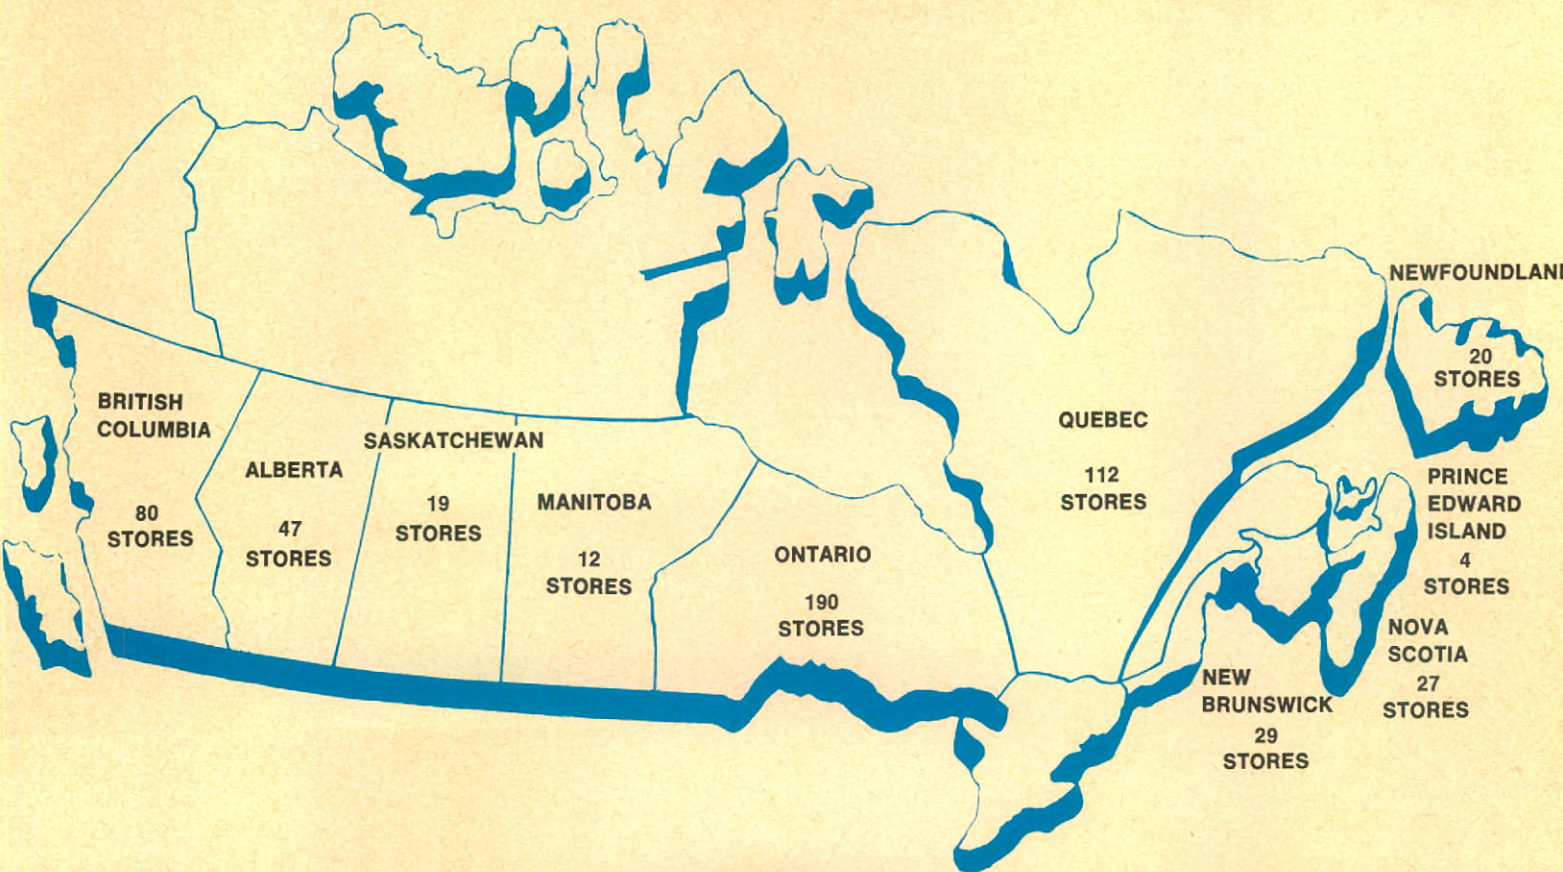 BRITISH
COLUMBIA
80
STORES
ALBERTA
47
STORES
SASKATCHEWAN
19
STORES
MANITOBA
12
STORES
ONTARIO
190
STORES
QUEBEC
112
STORES
NEWFOUNDLAND
20
STORES
PRINCE
EDWARD
ISLAND
4
STORES
NOVA
SCOTIA
27
STORES
NEW
BRUNSWICK
29
STORES